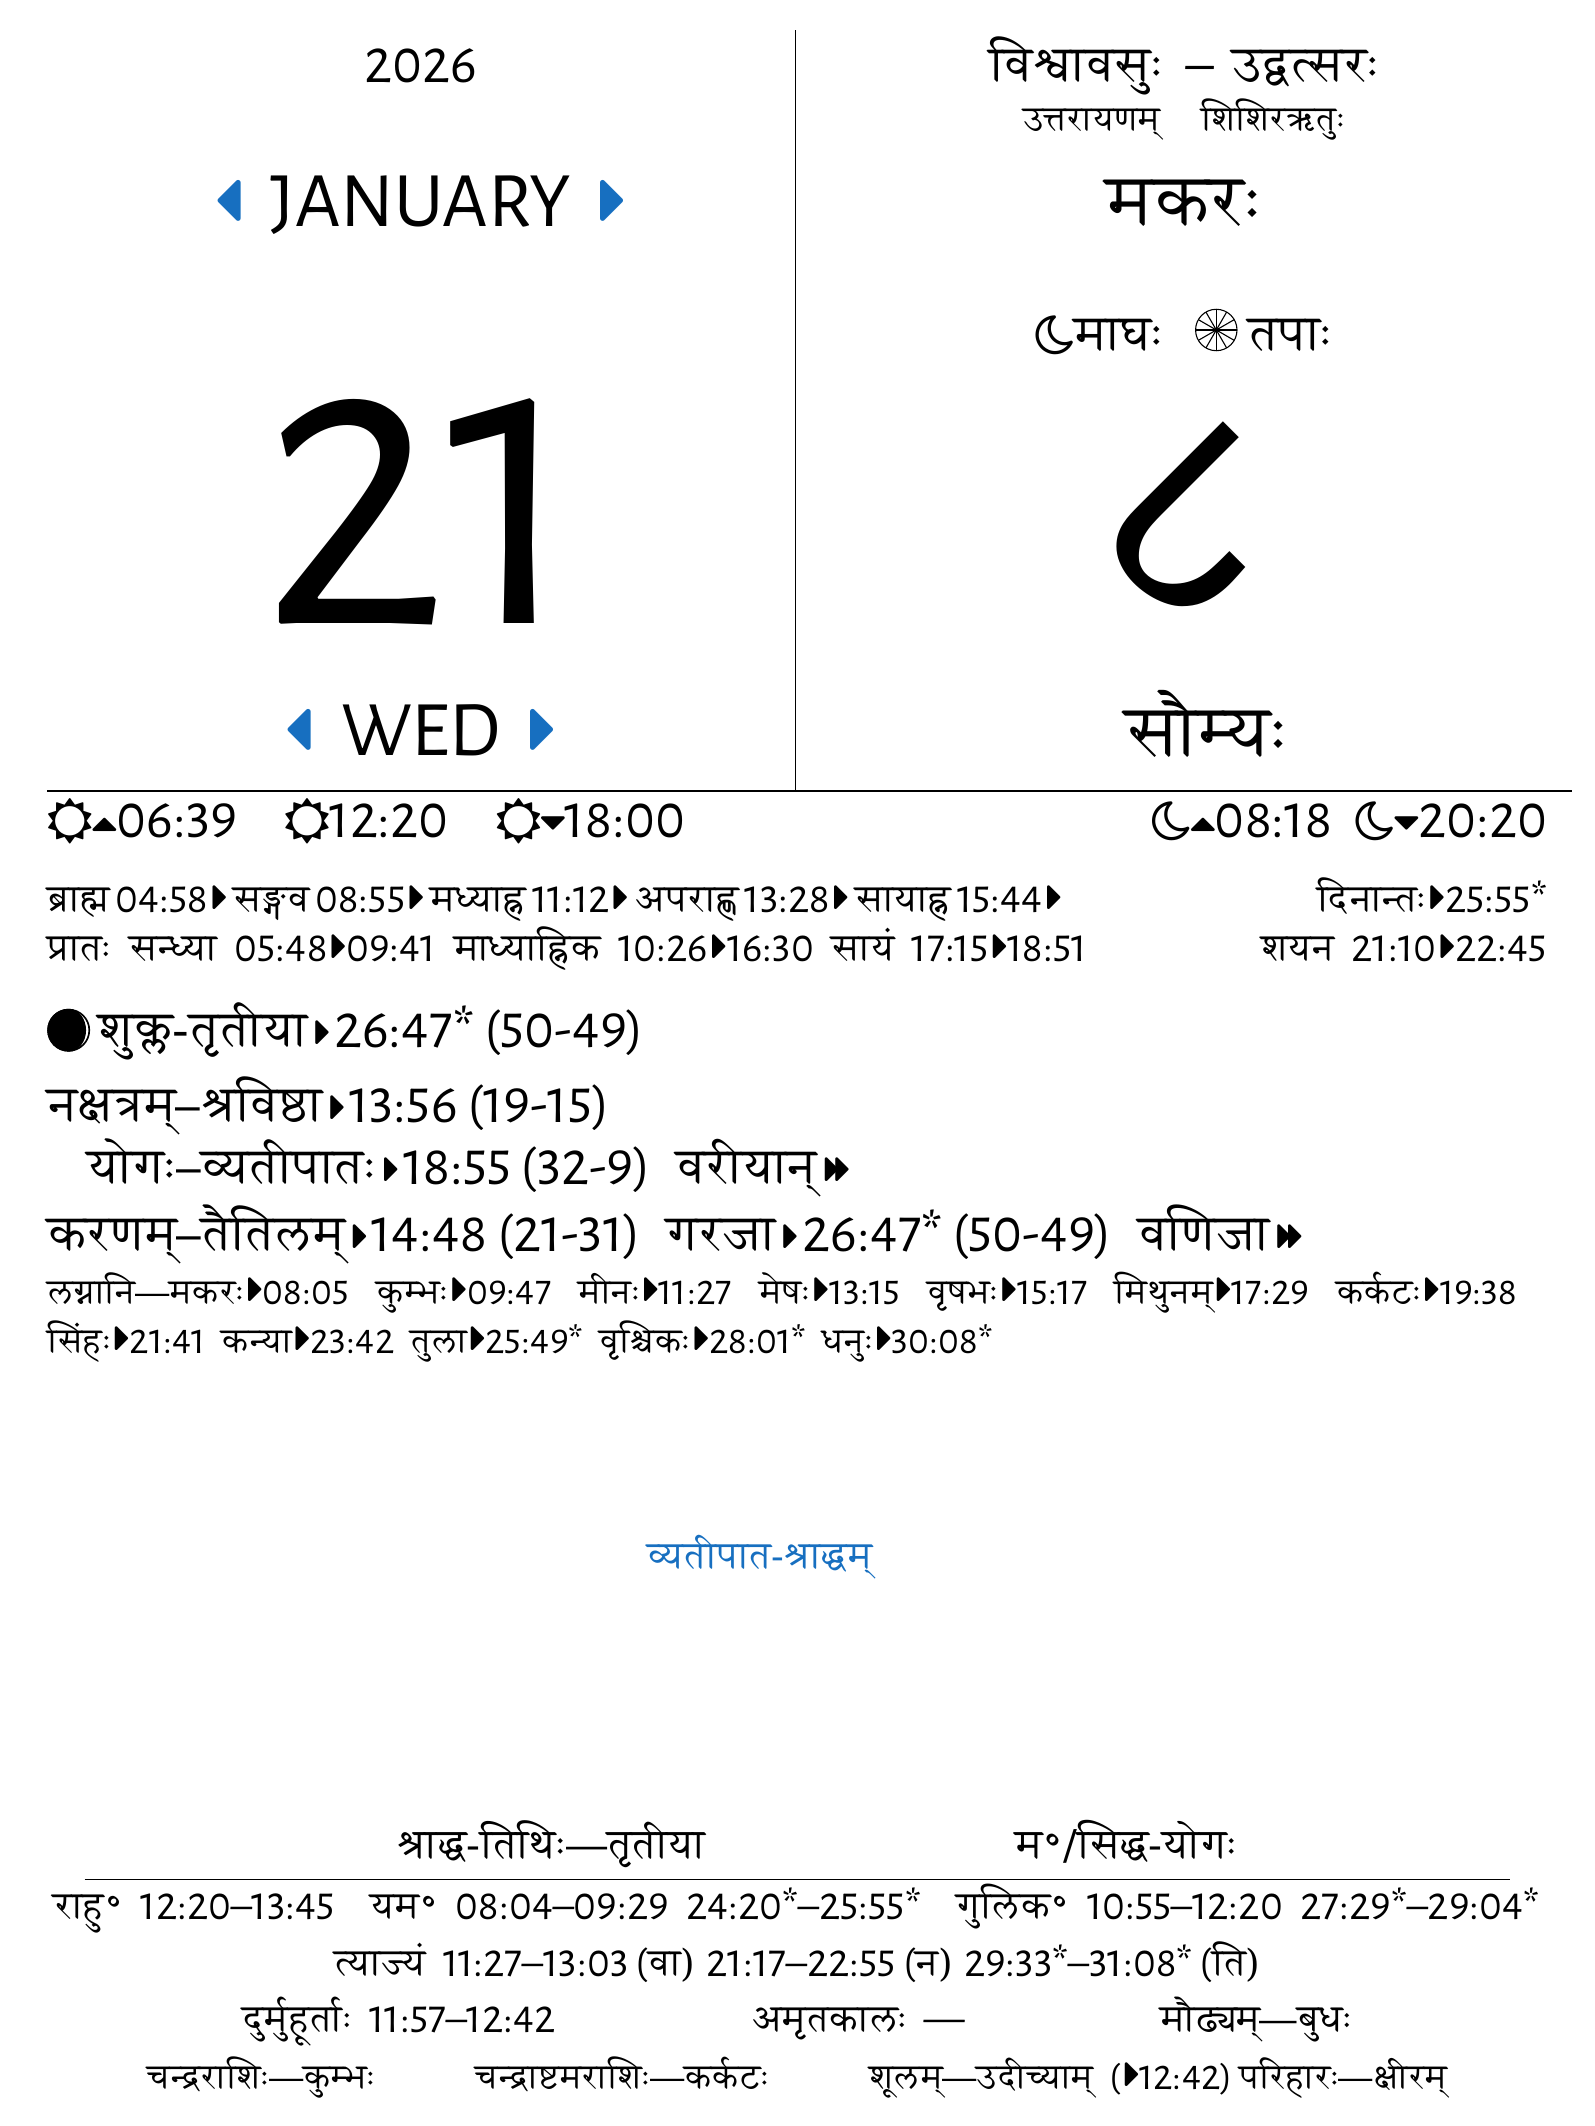 2026
JANUARY
21
WED
विश्वावसुः – उद्वत्सरः
उत्तरायणम् शिशिरऋतुः
मकरः
माघः तपाः
८
सौम्यः
06:39 12:20 18:00 08:18 20:20
ब्राह्म 04:58 सङ्गव 08:55 मध्याह्न 11:12 अपराह्ण 13:28 सायाह्न 15:44 दिनान्तः 25:55*
प्रातः सन्ध्या 05:48 09:41 माध्याह्निक 10:26 16:30 सायं 17:15 18:51 शयन 21:10 22:45
शुक्ल-तृतीया 26:47* (50-49)
नक्षत्रम्–श्रविष्ठा 13:56 (19-15)
योगः–व्यतीपातः 18:55 (32-9) वरीयान्
करणम्–तैतिलम् 14:48 (21-31) गरजा 26:47* (50-49) वणिजा
लग्नानि—मकरः 08:05 कुम्भः 09:47 मीनः 11:27 मेषः 13:15 वृषभः 15:17 मिथुनम् 17:29 कर्कटः 19:38
सिंहः 21:41 कन्या 23:42 तुला 25:49* वृश्चिकः 28:01* धनुः 30:08*
व्यतीपात-श्राद्धम्
श्राद्ध-तिथिः—तृतीया म॰/सिद्ध-योगः
राहु॰ 12:20–13:45 यम॰ 08:04–09:29 24:20*–25:55* गुलिक॰ 10:55–12:20 27:29*–29:04*
त्याज्यं 11:27–13:03 (वा) 21:17–22:55 (न) 29:33*–31:08* (ति)
दुर्मुहूर्ताः 11:57–12:42 अमृतकालः — मौढ्यम्—बुधः
चन्द्रराशिः—कुम्भः चन्द्राष्टमराशिः—कर्कटः शूलम्—उदीच्याम् (12:42) परिहारः—क्षीरम्